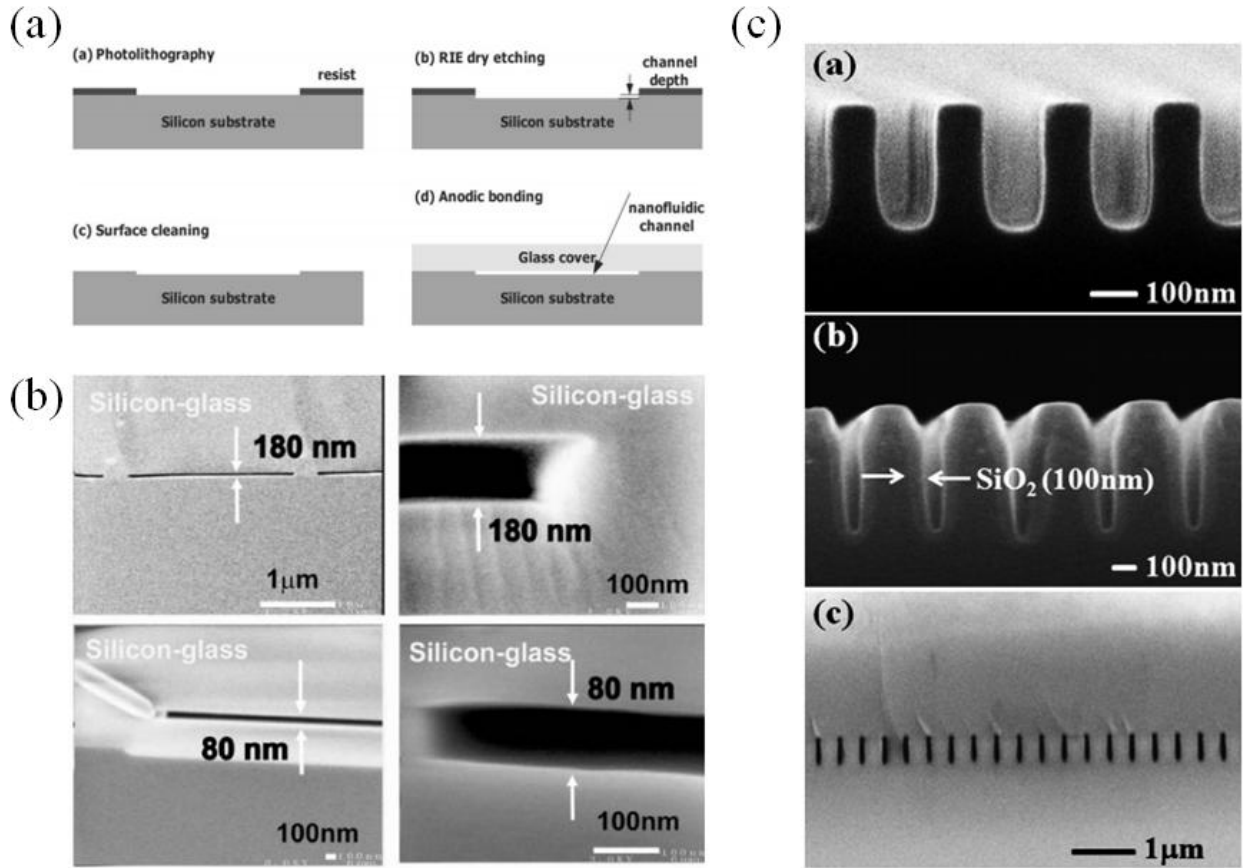 (a)
(a) Photolithography
resist
Silicon substrate
(b) RIE dry etching
channel
depth
Silicon substrate
(c) Surface cleaning
Silicon substrate
(d) Anodic bonding
nanofluidic
channel
Glass cover
Silicon substrate
(b)
Silicon-glass
180 nm
1μm
Silicon-glass
180 nm
100nm
Silicon-glass
80 nm
100nm
Silicon-glass
80 nm
100nm
(c)
(a)
100nm
(b)
SiO₂ (100nm)
100nm
(c)
1μm